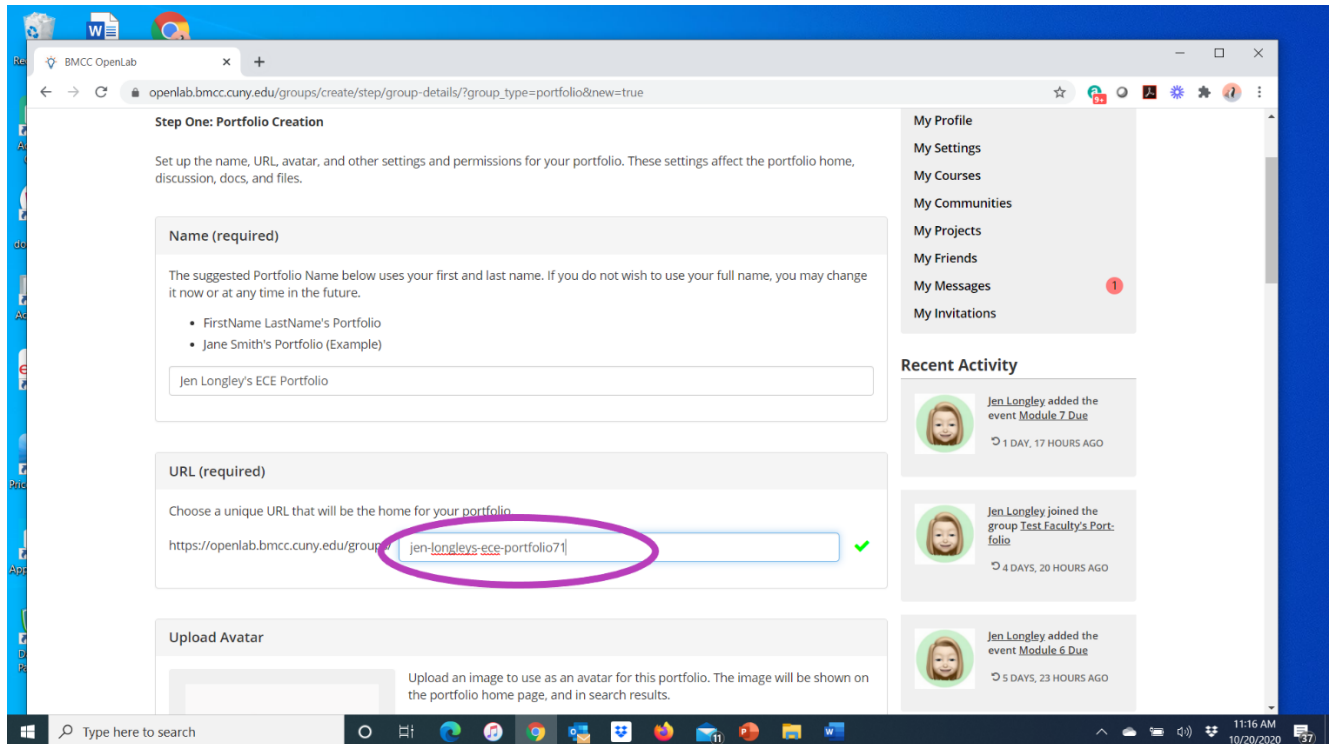 BMCC OpenLab
openlab.bmcc.cuny.edu/groups/create/step/group-details/?group_type=portfolio&new=true
9+
Step One: Portfolio Creation
Set up the name, URL, avatar, and other settings and permissions for your portfolio. These settings affect the portfolio home,
discussion, docs, and files.
Name (required)
The suggested Portfolio Name below uses your first and last name. If you do not wish to use your full name, you may change
it now or at any time in the future.
FirstName LastName's Portfolio
Jane Smith's Portfolio (Example)
Jen Longley's ECE Portfolio
URL (required)
Choose a unique URL that will be the home for your portfolio
https://openlab.bmcc.cuny.edu/groups/
jen-longleys-ece-portfolio71
Upload Avatar
Upload an image to use as an avatar for this portfolio. The image will be shown on
the portfolio home page, and in search results.
My Profile
My Settings
My Courses
My Communities
My Projects
My Friends
My Messages 1
My Invitations
Recent Activity
Jen Longley added the
event Module 7 Due
1 DAY, 17 HOURS AGO
Jen Longley joined the
group Test Faculty's Port-
folio
4 DAYS, 20 HOURS AGO
Jen Longley added the
event Module 6 Due
5 DAYS, 23 HOURS AGO
Type here to search
11
11:16 AM
10/20/2020
37